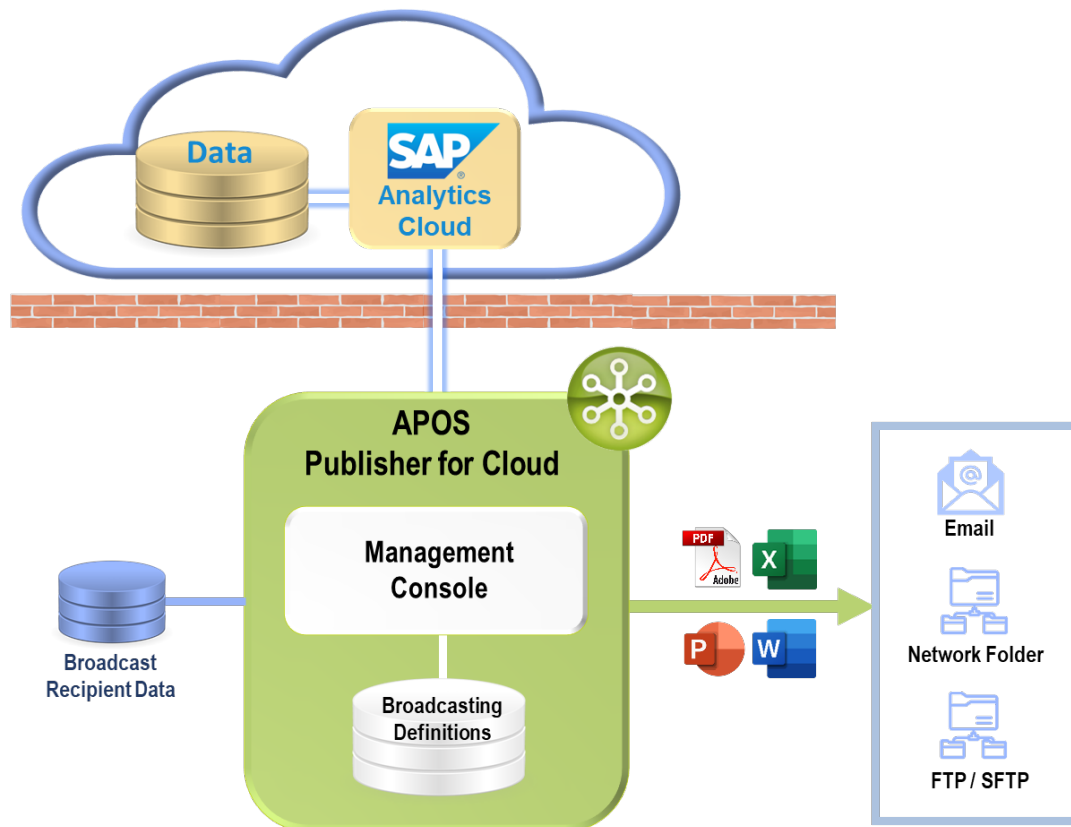 Data
SAP
®
Analytics
Cloud
APOS
Publisher for Cloud
Management
Console
Broadcasting
Definitions
Broadcast
Recipient Data
PDF
Adobe
X
P
W
@
Email
Network Folder
FTP / SFTP